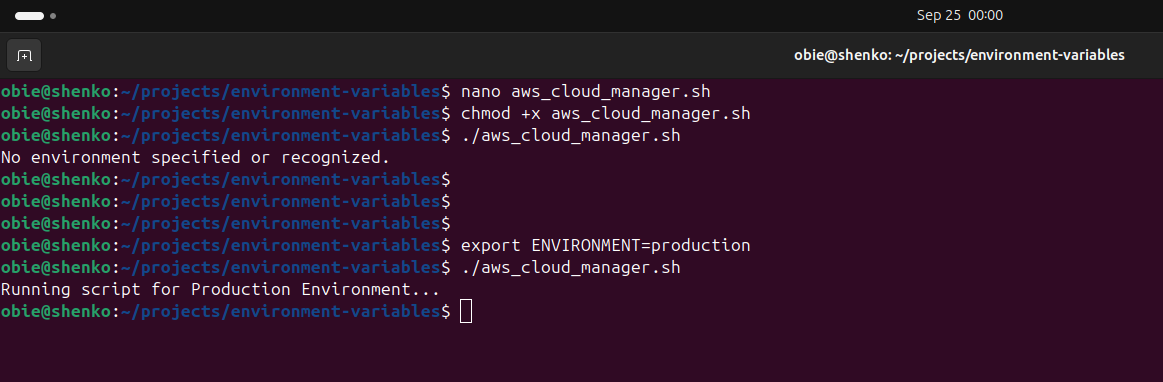 Sep 25 00:00
obie@shenko: ~/projects/environment-variables
obie@shenko:~/projects/environment-variables$ nano aws_cloud_manager.sh
obie@shenko:~/projects/environment-variables$ chmod +x aws_cloud_manager.sh
obie@shenko:~/projects/environment-variables$ ./aws_cloud_manager.sh
No environment specified or recognized.
obie@shenko:~/projects/environment-variables$
obie@shenko:~/projects/environment-variables$
obie@shenko:~/projects/environment-variables$
obie@shenko:~/projects/environment-variables$ export ENVIRONMENT=production
obie@shenko:~/projects/environment-variables$ ./aws_cloud_manager.sh
Running script for Production Environment...
obie@shenko:~/projects/environment-variables$